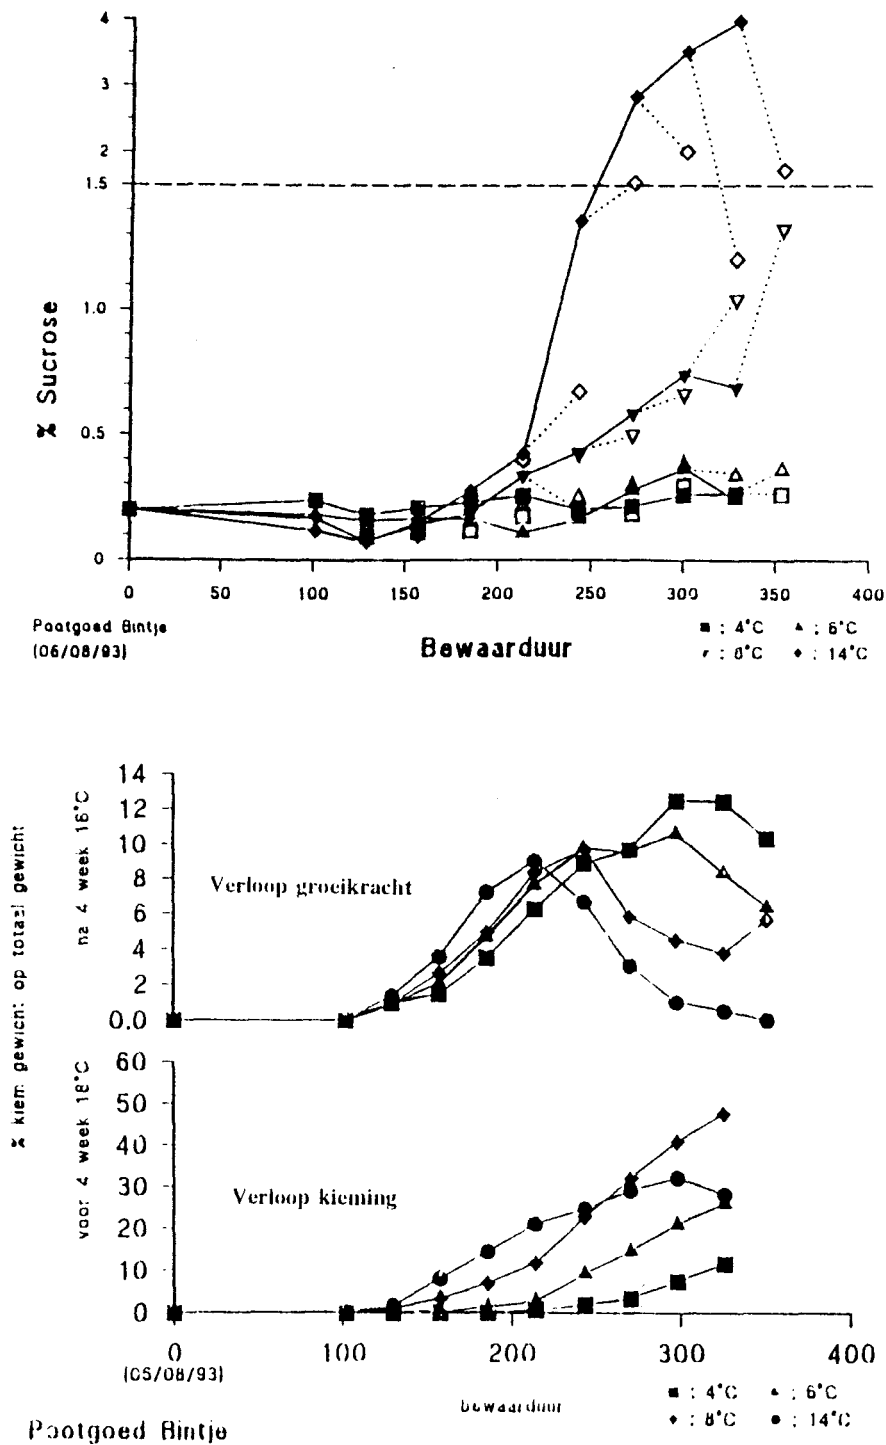 4
3
2
1.5
1.0
0.5
0
% Sucrose
0 50 100 150 200 250 300 350 400
Pootgoed Bintje
(06/08/93)
Bewaarduur
■ : 4°C ▲ : 6°C
▼ : 8°C ◆ : 14°C
% kiem gewicht op totaal gewicht
na 4 week 18°C
14
12
10
8
6
4
2
0.0
Verloop groeikracht
voor 4 week 18°C
60
50
40
30
20
10
0
Verloop kieming
0 100 200 300 400
(05/08/93)
Bewaarduur
■ : 4°C ▲ : 6°C
◆ : 8°C ● : 14°C
Pootgoed Bintje